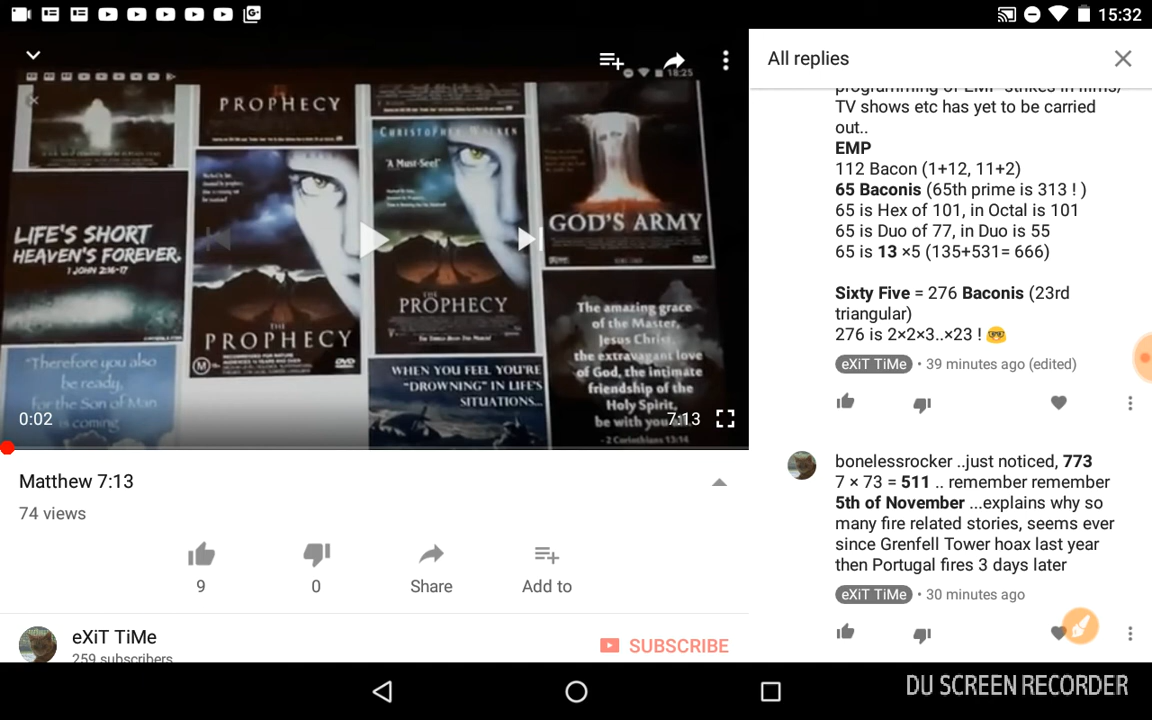 15:32
18:25
PROPHECY
CHRISTOPHER WALKEN
"A Must-See!"
GOD'S ARMY
LIFE'S SHORT
HEAVEN'S FOREVER.
1 JOHN 2:16-17
THE
PROPHECY
M
DVD
THE
PROPHECY
The amazing grace
of the Master,
Jesus Christ,
the extravagant love
of God, the intimate
friendship of the
Holy Spirit,
be with you
- 2 Corinthians 13:14
"Therefore you also
be ready,
for the Son of Man
is coming
WHEN YOU FEEL YOU'RE
"DROWNING" IN LIFE'S
SITUATIONS...
0:02
7:13
Matthew 7:13
74 views
9
0
Share
Add to
eXiT TiMe
259 subscribers
SUBSCRIBE
All replies
programming of EMP strikes in films/
TV shows etc has yet to be carried
out..
EMP
112 Bacon (1+12, 11+2)
65 Baconis (65th prime is 313 ! )
65 is Hex of 101, in Octal is 101
65 is Duo of 77, in Duo is 55
65 is 13 ×5 (135+531= 666)
Sixty Five = 276 Baconis (23rd
triangular)
276 is 2×2×3..×23 ! 🤓
eXiT TiMe • 39 minutes ago (edited)
bonelessrocker ..just noticed, 773
7 × 73 = 511 .. remember remember
5th of November ...explains why so
many fire related stories, seems ever
since Grenfell Tower hoax last year
then Portugal fires 3 days later
eXiT TiMe • 30 minutes ago
DU SCREEN RECORDER